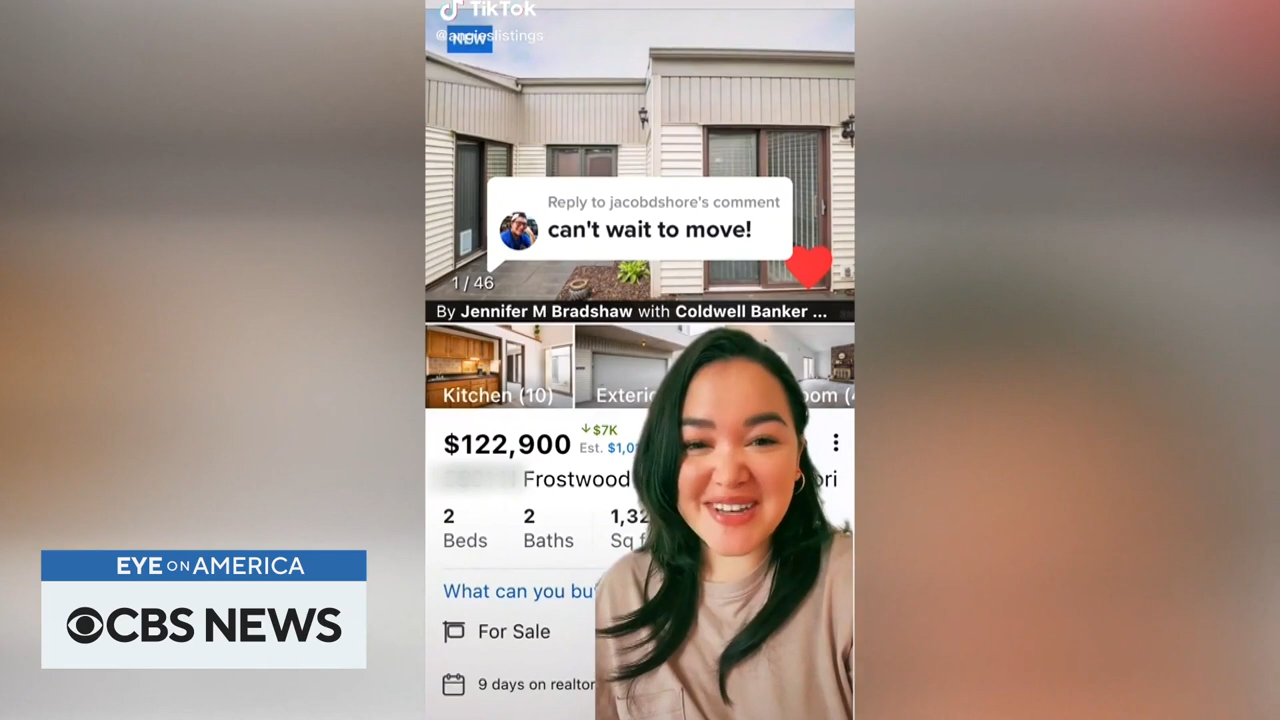 TikTok
@angieslistings
NEW
Reply to jacobdshore's comment
can't wait to move!
1 / 46
By Jennifer M Bradshaw with Coldwell Banker ...
Kitchen (10)
$122,900
$7K
Est.
Frostwood
2
2
Beds
Baths
Sq
What can you
For Sale
9 days on
EYE ON AMERICA
CBS NEWS